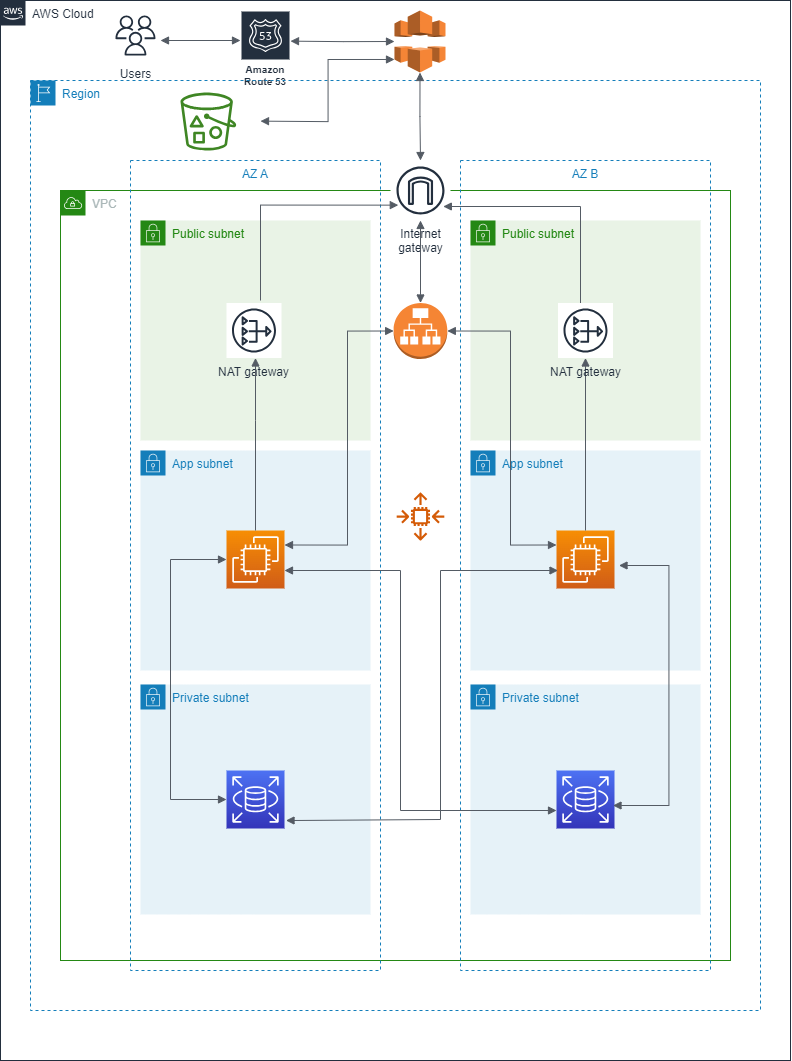 aws
AWS Cloud
53
Users
Amazon
Route 53
Region
AZ A
AZ B
VPC
Public subnet
Internet
gateway
Public subnet
NAT gateway
NAT gateway
App subnet
App subnet
Private subnet
Private subnet